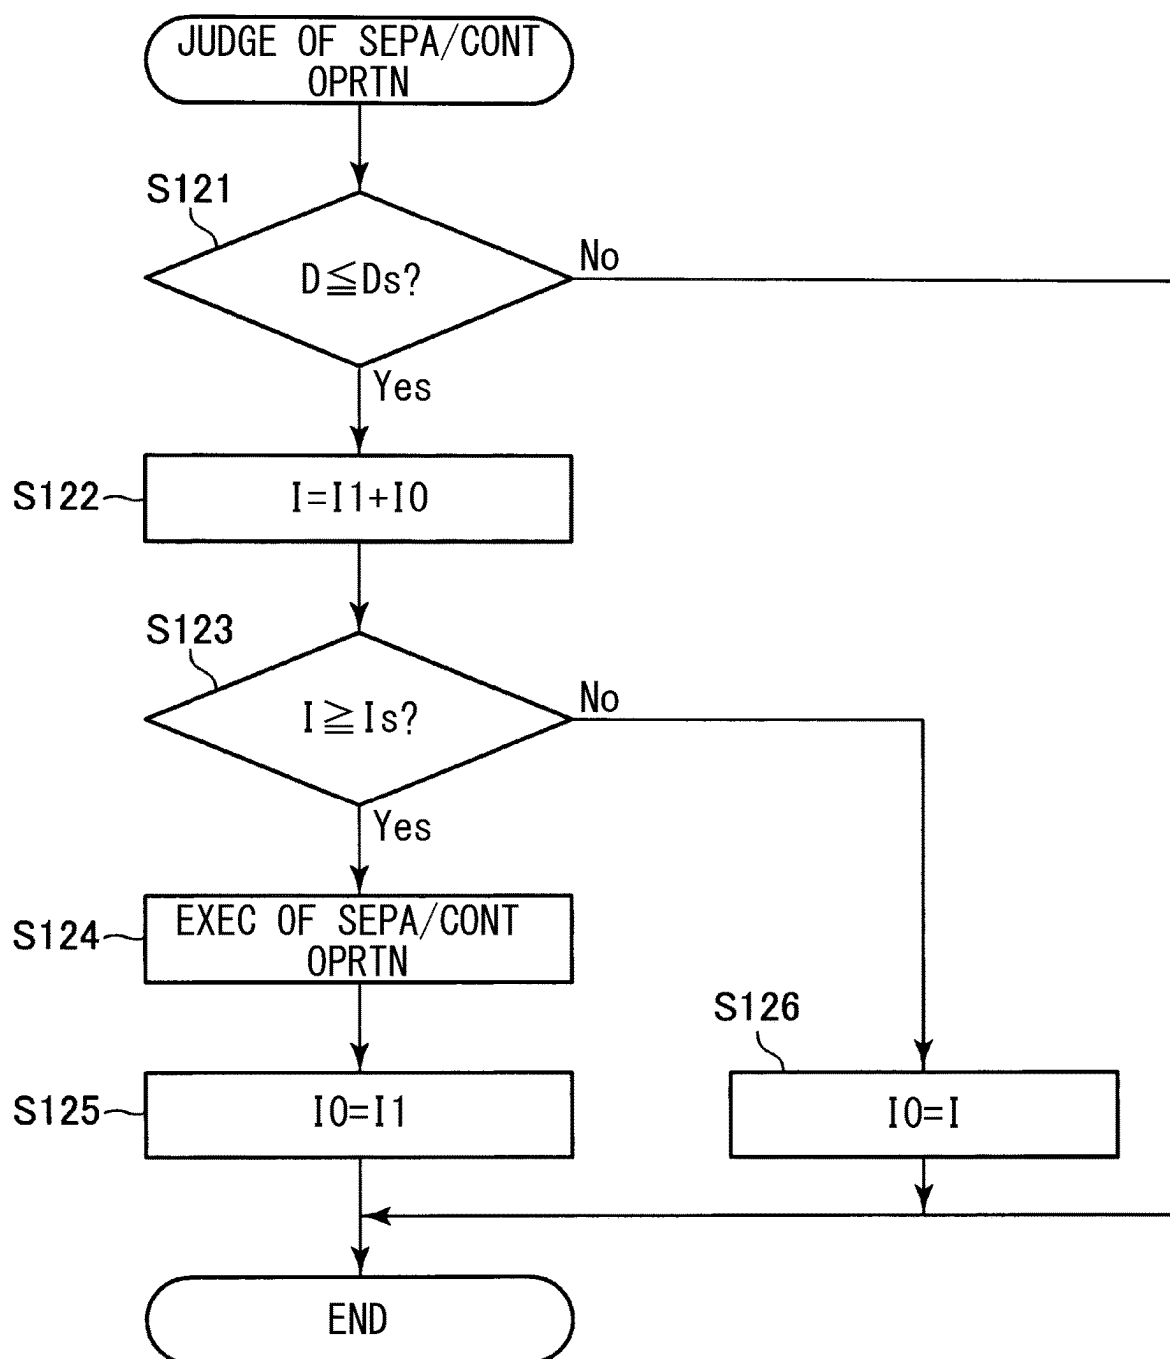 JUDGE OF SEPA/CONT
OPRTN
S121
D≦Ds?
No
Yes
S122
I=I1+I0
S123
I≧Is?
No
Yes
S124
EXEC OF SEPA/CONT
OPRTN
S126
S125
I0=I1
I0=I
END